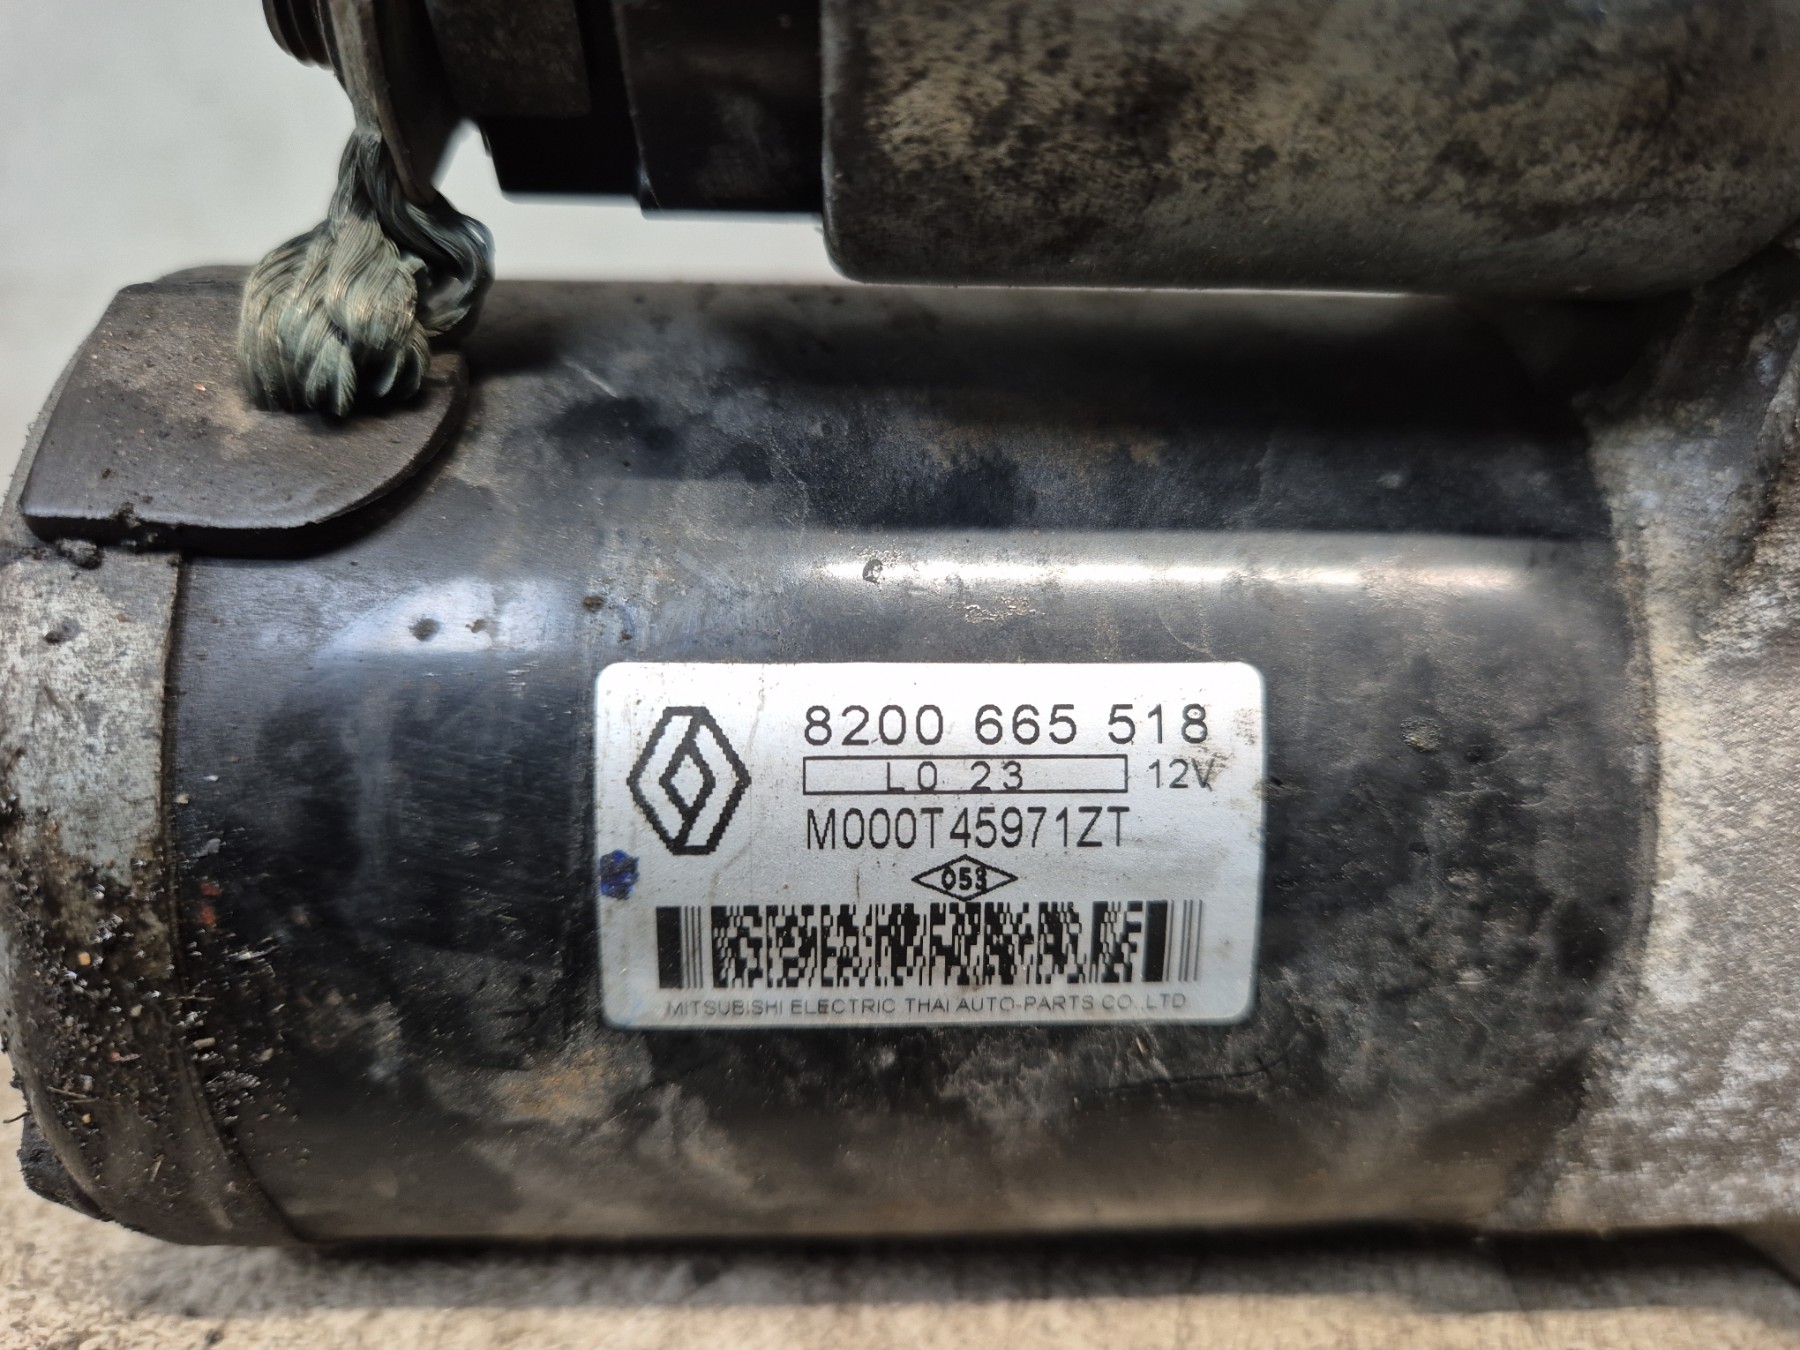 8200 665 518
L0 23 12V
M000T45971ZT
053
MITSUBISHI ELECTRIC THAI AUTO-PARTS CO.,LTD